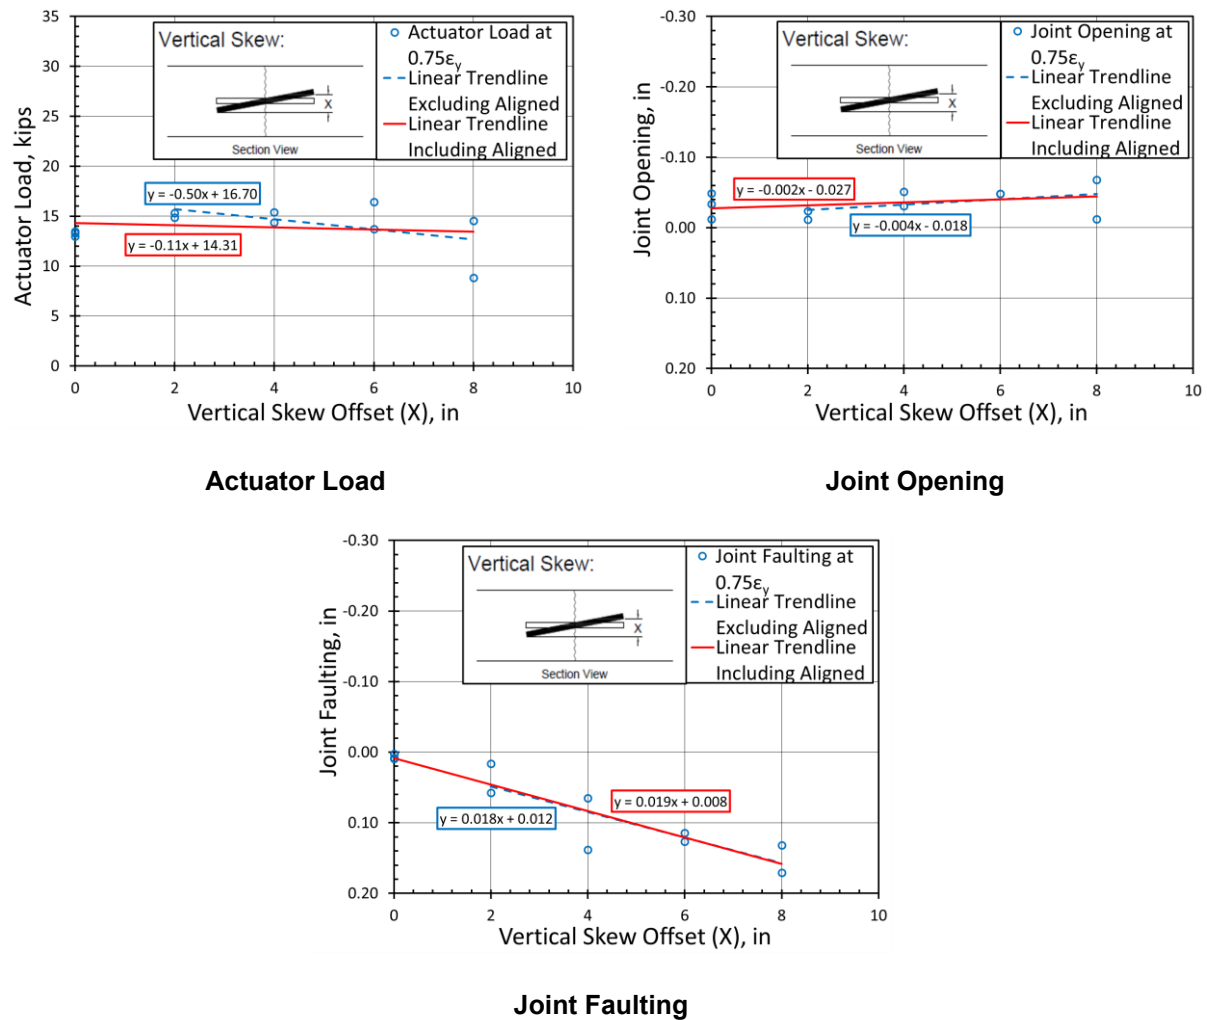 35
30
25
20
15
10
5
0
Actuator Load, kips
Vertical Skew:
X
Section View
Actuator Load at
0.75εy
Linear Trendline
Excluding Aligned
Linear Trendline
Including Aligned
y = -0.50x + 16.70
y = -0.11x + 14.31
0 2 4 6 8 10
Vertical Skew Offset (X), in
Actuator Load
-0.30
-0.20
-0.10
0.00
0.10
0.20
Joint Opening, in
Vertical Skew:
X
Section View
Joint Opening at
0.75εy
Linear Trendline
Excluding Aligned
Linear Trendline
Including Aligned
y = -0.002x - 0.027
y = -0.004x - 0.018
0 2 4 6 8 10
Vertical Skew Offset (X), in
Joint Opening
-0.30
-0.20
-0.10
0.00
0.10
0.20
Joint Faulting, in
Vertical Skew:
X
Section View
Joint Faulting at
0.75εy
Linear Trendline
Excluding Aligned
Linear Trendline
Including Aligned
y = 0.019x + 0.008
y = 0.018x + 0.012
0 2 4 6 8 10
Vertical Skew Offset (X), in
Joint Faulting